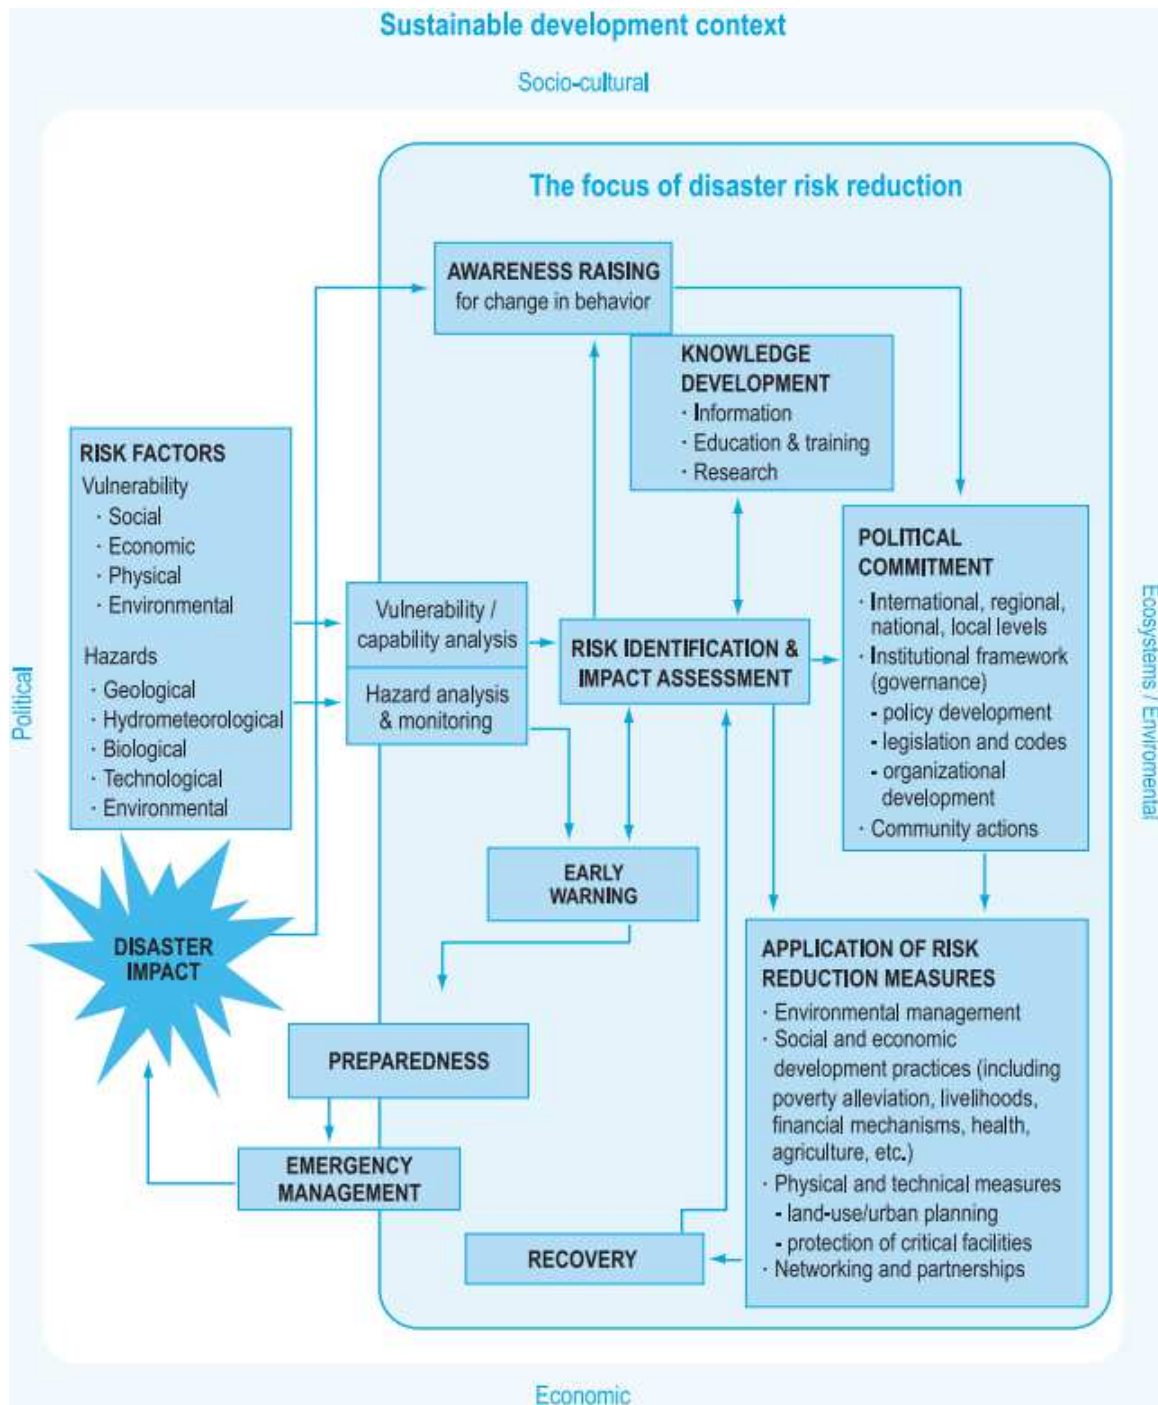 Sustainable development context
Socio-cultural
The focus of disaster risk reduction
AWARENESS RAISING
for change in behavior
KNOWLEDGE
DEVELOPMENT
· Information
· Education & training
· Research
RISK FACTORS
Vulnerability
· Social
· Economic
· Physical
· Environmental
Hazards
· Geological
· Hydrometeorological
· Biological
· Technological
· Environmental
Vulnerability /
capability analysis
Hazard analysis
& monitoring
RISK IDENTIFICATION &
IMPACT ASSESSMENT
POLITICAL
COMMITMENT
· International, regional,
national, local levels
· Institutional framework
(governance)
- policy development
- legislation and codes
- organizational
development
· Community actions
Political
Ecosystems / Enviromental
EARLY
WARNING
DISASTER
IMPACT
APPLICATION OF RISK
REDUCTION MEASURES
· Environmental management
· Social and economic
development practices (including
poverty alleviation, livelihoods,
financial mechanisms, health,
agriculture, etc.)
· Physical and technical measures
- land-use/urban planning
- protection of critical facilities
· Networking and partnerships
PREPAREDNESS
EMERGENCY
MANAGEMENT
RECOVERY
Economic